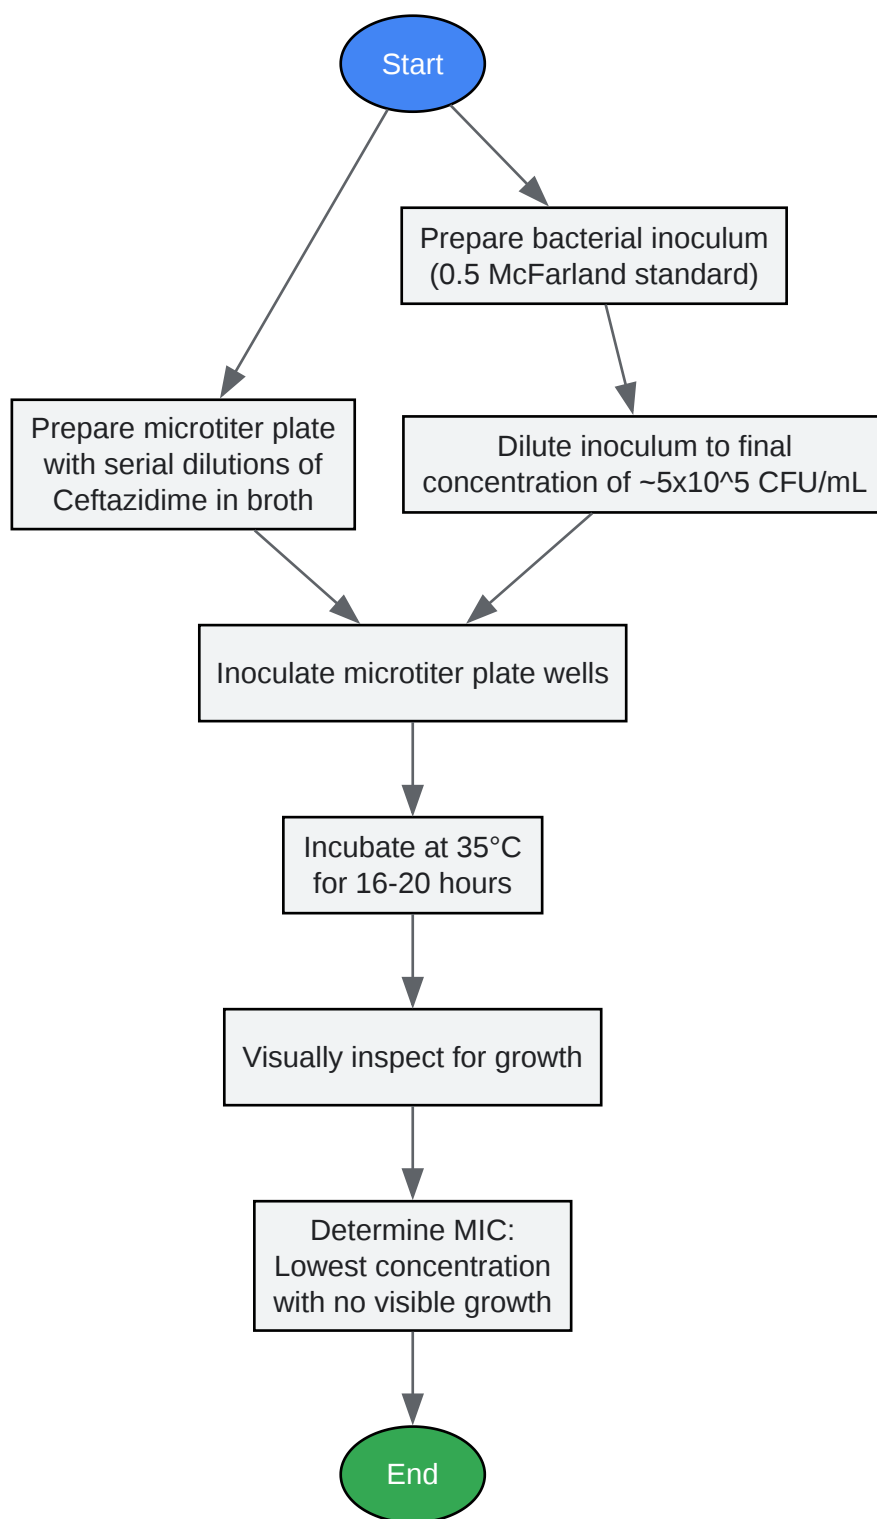 Start
Prepare bacterial inoculum
(0.5 McFarland standard)
Prepare microtiter plate
with serial dilutions of
Ceftazidime in broth
Dilute inoculum to final
concentration of ~5x10^5 CFU/mL
Inoculate microtiter plate wells
Incubate at 35°C
for 16-20 hours
Visually inspect for growth
Determine MIC:
Lowest concentration
with no visible growth
End